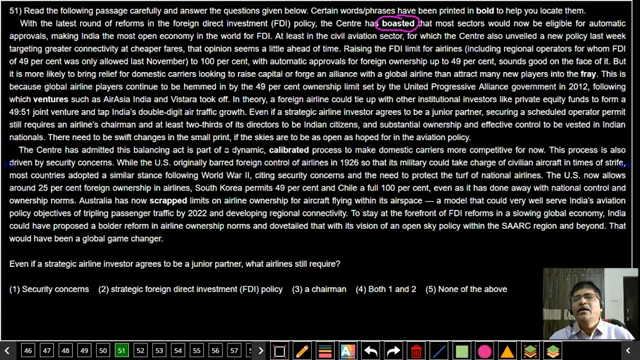 51) Read the following passage carefully and answer the questions given below. Certain words/phrases have been printed in bold to help you locate them.
With the latest round of reforms in the foreign direct investment (FDI) policy, the Centre has boasted that most sectors would now be eligible for automatic
approvals, making India the most open economy in the world for FDI. At least in the civil aviation sector, for which the Centre also unveiled a new policy last week
targeting greater connectivity at cheaper fares, that opinion seems a little ahead of time. Raising the FDI limit for airlines (including regional operators for whom FDI
of 49 per cent was only allowed last November) to 100 per cent, with automatic approvals for foreign ownership up to 49 per cent, sounds good on the face of it.
But it is more likely to bring relief for domestic carriers looking to raise capital or forge an alliance with a global airline than attract many new players into the fray.
This is because global airline players continue to be hemmed in by the 49 per cent ownership limit set by the United Progressive Alliance government in 2012, following
which ventures such as AirAsia India and Vistara took off. In theory, a foreign airline could tie up with other institutional investors like private equity funds to form a
49:51 joint venture and tap India's double-digit air traffic growth. Even if a strategic airline investor agrees to be a junior partner, securing a scheduled operator permit
still requires an airline's chairman and at least two-thirds of its directors to be Indian citizens, and substantial ownership and effective control to be vested in Indian
nationals. There need to be swift changes in the small print, if the skies are to be as open as hoped for in the aviation policy.
The Centre has admitted this balancing act is part of a dynamic, calibrated process to make domestic carriers more competitive for now. This process is also
driven by security concerns. While the U.S. originally barred foreign control of airlines in 1926 so that its military could take charge of civilian aircraft in times of strife,
most countries adopted a similar stance following World War II, citing security concerns and the need to protect the turf of national airlines. The U.S. now allows
around 25 per cent foreign ownership in airlines, South Korea permits 49 per cent and Chile a full 100 per cent, even as it has done away with national control and
ownership norms. Australia has now scrapped limits on airline ownership for aircraft flying within its airspace — a model that could very well serve India's aviation
policy objectives of tripling passenger traffic by 2022 and developing regional connectivity. To stay at the forefront of FDI reforms in a slowing global economy, India
could have proposed a bolder reform in airline ownership norms and dovetailed that with its vision of an open sky policy within the SAARC region and beyond. That
would have been a global game changer.
Even if a strategic airline investor agrees to be a junior partner, what airlines still require?
(1) Security concerns (2) strategic foreign direct investment (FDI) policy (3) a chairman (4) Both 1 and 2 (5) None of the above
46 47 48 49 50 51 52 53 54 55